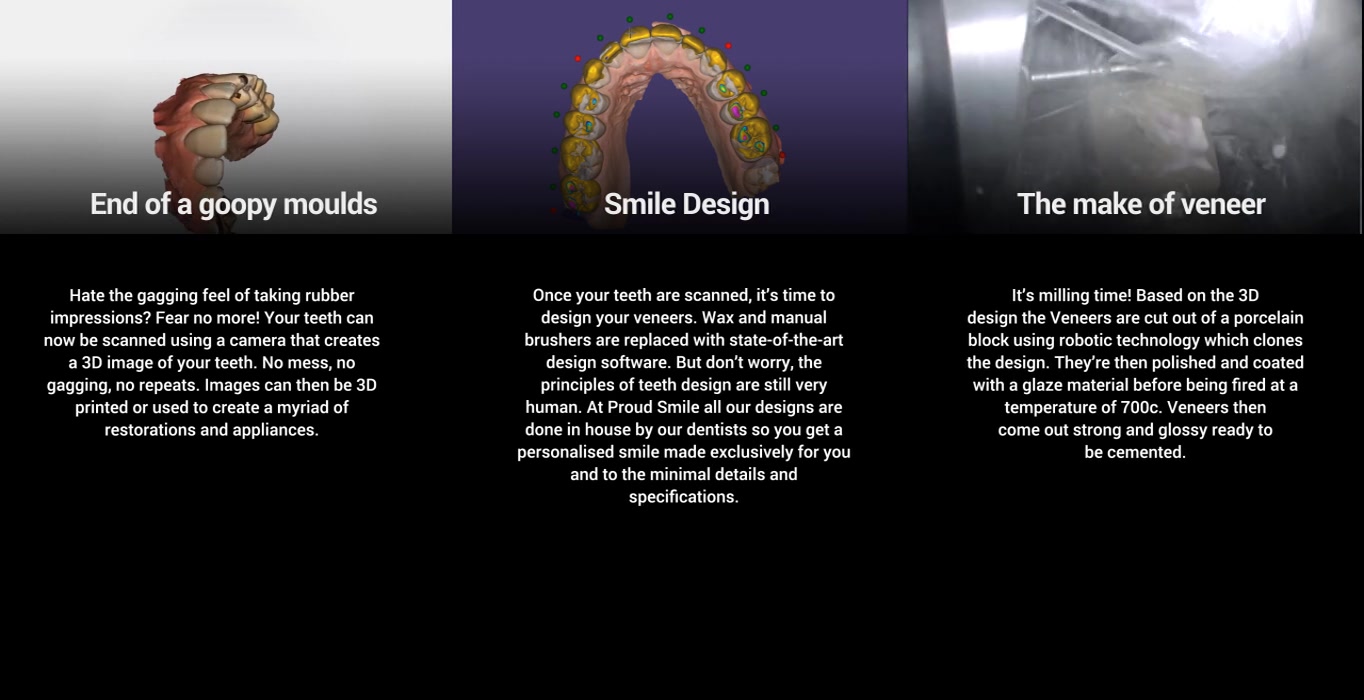 End of a goopy moulds
Hate the gagging feel of taking rubber
impressions? Fear no more! Your teeth can
now be scanned using a camera that creates
a 3D image of your teeth. No mess, no
gagging, no repeats. Images can then be 3D
printed or used to create a myriad of
restorations and appliances.
Smile Design
Once your teeth are scanned, it’s time to
design your veneers. Wax and manual
brushers are replaced with state-of-the-art
design software. But don’t worry, the
principles of teeth design are still very
human. At Proud Smile all our designs are
done in house by our dentists so you get a
personalised smile made exclusively for you
and to the minimal details and
specifications.
The make of veneer
It’s milling time! Based on the 3D
design the Veneers are cut out of a porcelain
block using robotic technology which clones
the design. They’re then polished and coated
with a glaze material before being fired at a
temperature of 700c. Veneers then
come out strong and glossy ready to
be cemented.